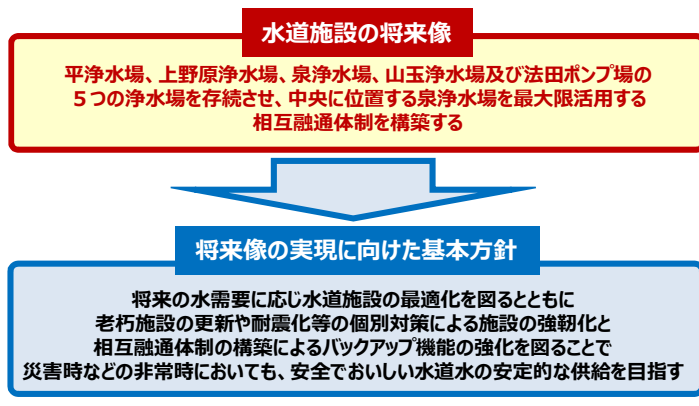 水道施設の将来像
平浄水場、上野原浄水場、泉浄水場、山玉浄水場及び法田ポンプ場の
５つの浄水場を存続させ、中央に位置する泉浄水場を最大限活用する
相互融通体制を構築する
将来像の実現に向けた基本方針
将来の水需要に応じ水道施設の最適化を図るとともに
老朽施設の更新や耐震化等の個別対策による施設の強靭化と
相互融通体制の構築によるバックアップ機能の強化を図ることで
災害時などの非常時においても、安全でおいしい水道水の安定的な供給を目指す